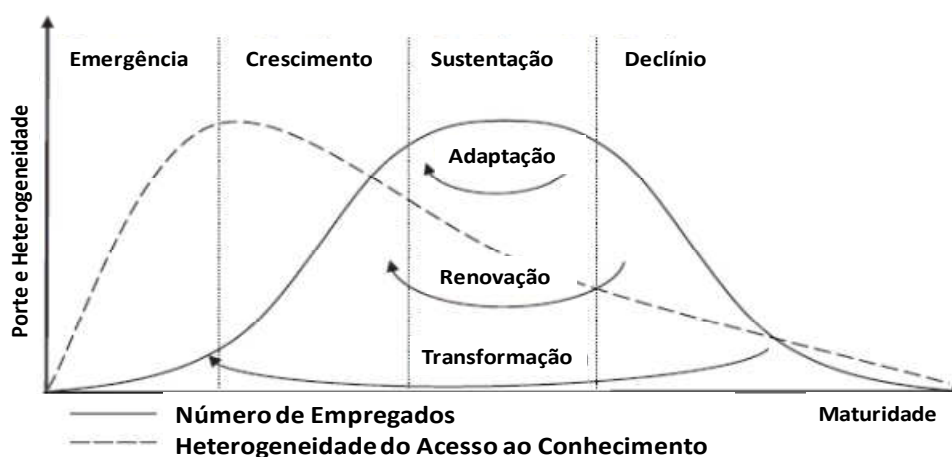 Emergência Crescimento Sustentação Declínio
Porte e Heterogeneidade
Adaptação
Renovação
Transformação
Número de Empregados
Maturidade
Heterogeneidade do Acesso ao Conhecimento